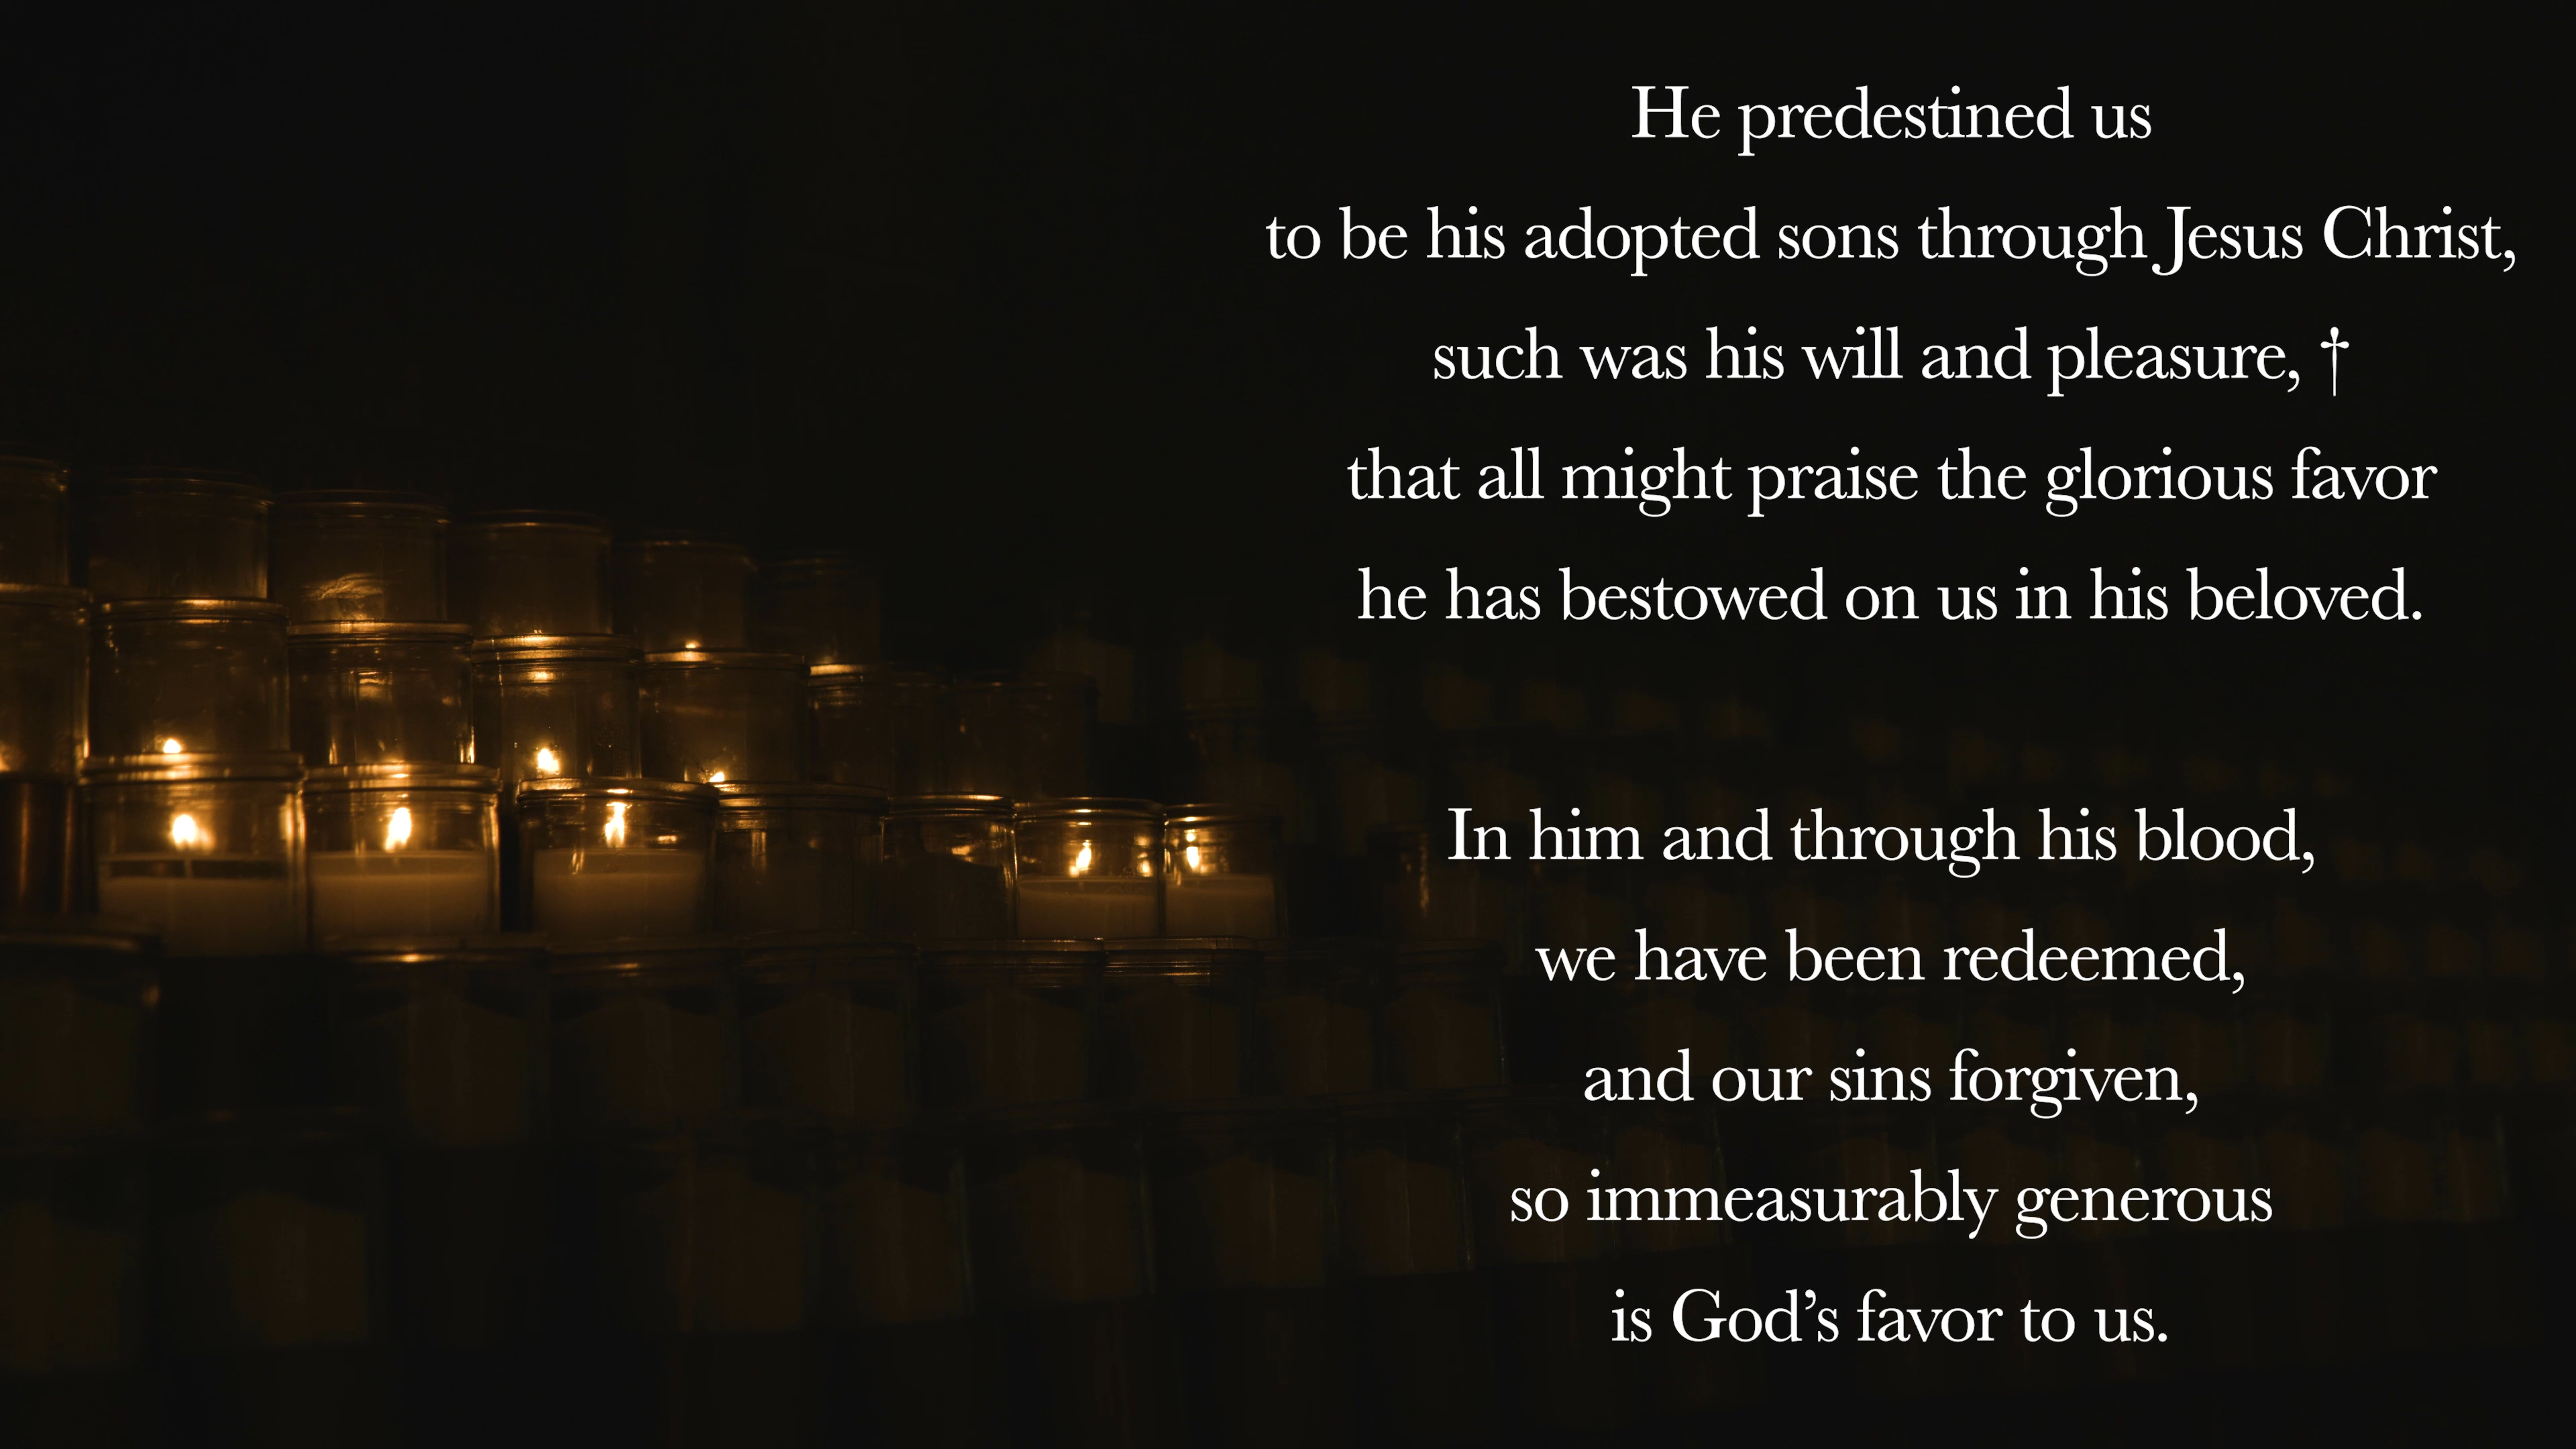 He predestined us
to be his adopted sons through Jesus Christ,
such was his will and pleasure, †
that all might praise the glorious favor
he has bestowed on us in his beloved.
In him and through his blood,
we have been redeemed,
and our sins forgiven,
so immeasurably generous
is God’s favor to us.